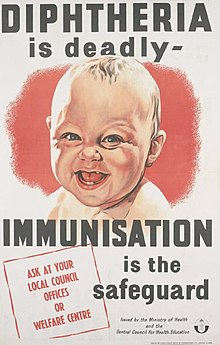 DIPHTHERIA
is deadly-
IMMUNISATION
is the
safeguard
ASK AT YOUR
LOCAL COUNCIL
OFFICES
OR
WELFARE CENTRE
Issued by the Ministry of Health
and the
Central Council for Health Education